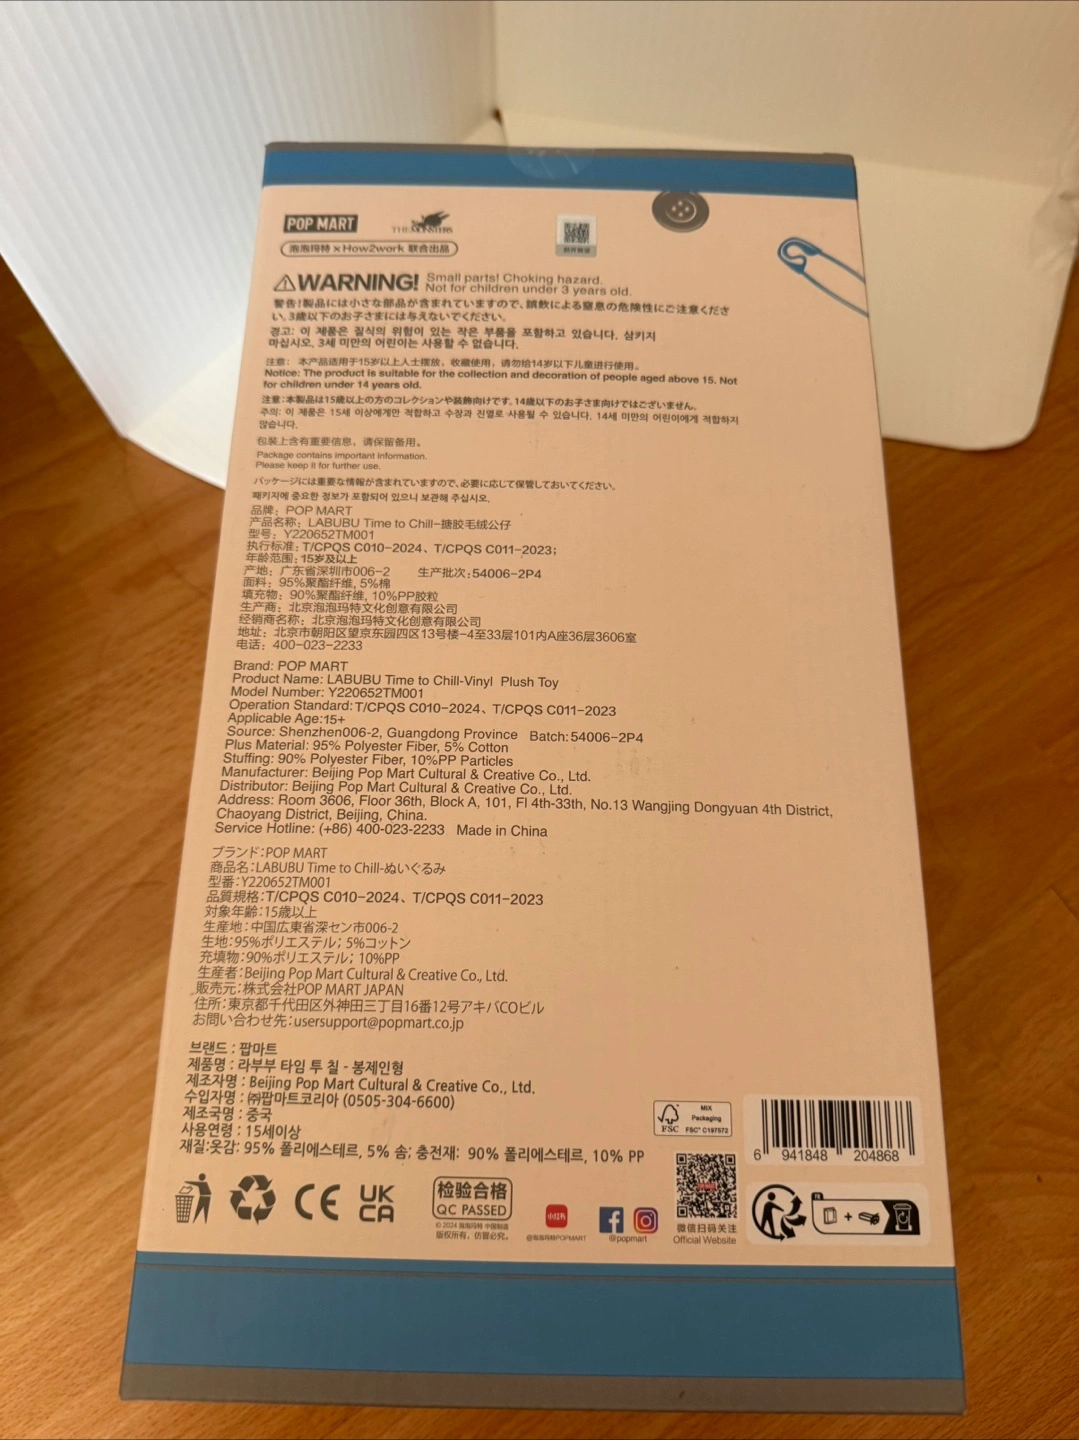 POP MART
THE MONSTERS
泡泡玛特 x How2work 联合出品
WARNING! Small parts! Choking hazard.
Not for children under 3 years old.
警告!製品には小さな部品が含まれていますので、誤飲による窒息の危険性にご注意くださ
い。3歳以下のお子さまには与えないでください。
경고: 이 제품은 질식의 위험이 있는 작은 부품을 포함하고 있습니다. 삼키지
마십시오. 3세 미만의 어린이는 사용할 수 없습니다.
注意: 本产品适用于15岁以上人士摆放，收藏使用，请勿给14岁以下儿童进行使用。
Notice: The product is suitable for the collection and decoration of people aged above 15. Not
for children under 14 years old.
注意:本製品は15歳以上の方のコレクションや装飾向けです。14歳以下のお子さま向けではございません。
주의: 이 제품은 15세 이상에게만 적합하고 수장과 진열로 사용될 수 있습니다. 14세 미만의 어린이에게 적합하지
않습니다.
包装上含有重要信息，请保留备用。
Package contains important information.
Please keep it for further use.
パッケージには重要な情報が含まれていますので、必要に応じて保管しておいてください。
패키지에 중요한 정보가 포함되어 있으니 보관해 주십시오.
品牌：POP MART
产品名称：LABUBU Time to Chill-搪胶毛绒公仔
型号：Y220652TM001
执行标准：T/CPQS C010-2024、T/CPQS C011-2023；
年龄范围：15岁及以上
产地：广东省深圳市006-2 生产批次:54006-2P4
面料：95%聚酯纤维, 5%棉
填充物：90%聚酯纤维, 10%PP胶粒
生产商：北京泡泡玛特文化创意有限公司
经销商名称：北京泡泡玛特文化创意有限公司
地址：北京市朝阳区望京东园四区13号楼-4至33层101内A座36层3606室
电话：400-023-2233
Brand: POP MART
Product Name: LABUBU Time to Chill-Vinyl Plush Toy
Model Number: Y220652TM001
Operation Standard: T/CPQS C010-2024、T/CPQS C011-2023
Applicable Age:15+
Source: Shenzhen006-2, Guangdong Province Batch:54006-2P4
Plus Material: 95% Polyester Fiber, 5% Cotton
Stuffing: 90% Polyester Fiber, 10%PP Particles
Manufacturer: Beijing Pop Mart Cultural & Creative Co., Ltd.
Distributor: Beijing Pop Mart Cultural & Creative Co., Ltd.
Address: Room 3606, Floor 36th, Block A, 101, Fl 4th-33th, No.13 Wangjing Dongyuan 4th District,
Chaoyang District, Beijing, China.
Service Hotline: (+86) 400-023-2233 Made in China
ブランド:POP MART
商品名:LABUBU Time to Chill-ぬいぐるみ
型番:Y220652TM001
品質規格:T/CPQS C010-2024、T/CPQS C011-2023
対象年齢:15歳以上
生産地:中国広東省深セン市006-2
生地:95%ポリエステル; 5%コットン
充填物:90%ポリエステル; 10%PP
生産者:Beijing Pop Mart Cultural & Creative Co., Ltd.
販売元:株式会社POP MART JAPAN
住所:東京都千代田区外神田三丁目16番12号アキバCOビル
お問い合わせ先:usersupport@popmart.co.jp
브랜드 : 팝마트
제품명 : 라부부 타임 투 칠 - 봉제인형
제조자명 : Beijing Pop Mart Cultural & Creative Co., Ltd.
수입자명 : ㈜팝마트코리아 (0505-304-6600)
제조국명 : 중국
사용연령 : 15세이상
재질:옷감: 95% 폴리에스테르, 5% 솜; 충전재: 90% 폴리에스테르, 10% PP
FSC
MIX
Packaging
FSC® C197572
6 941848 204868
CE
UK
CA
检验合格
QC PASSED
© 2024 泡泡玛特 中国制造
版权所有，仿冒必究。
小红书
@泡泡玛特POPMART
@popmart
微信扫码关注
Official Website